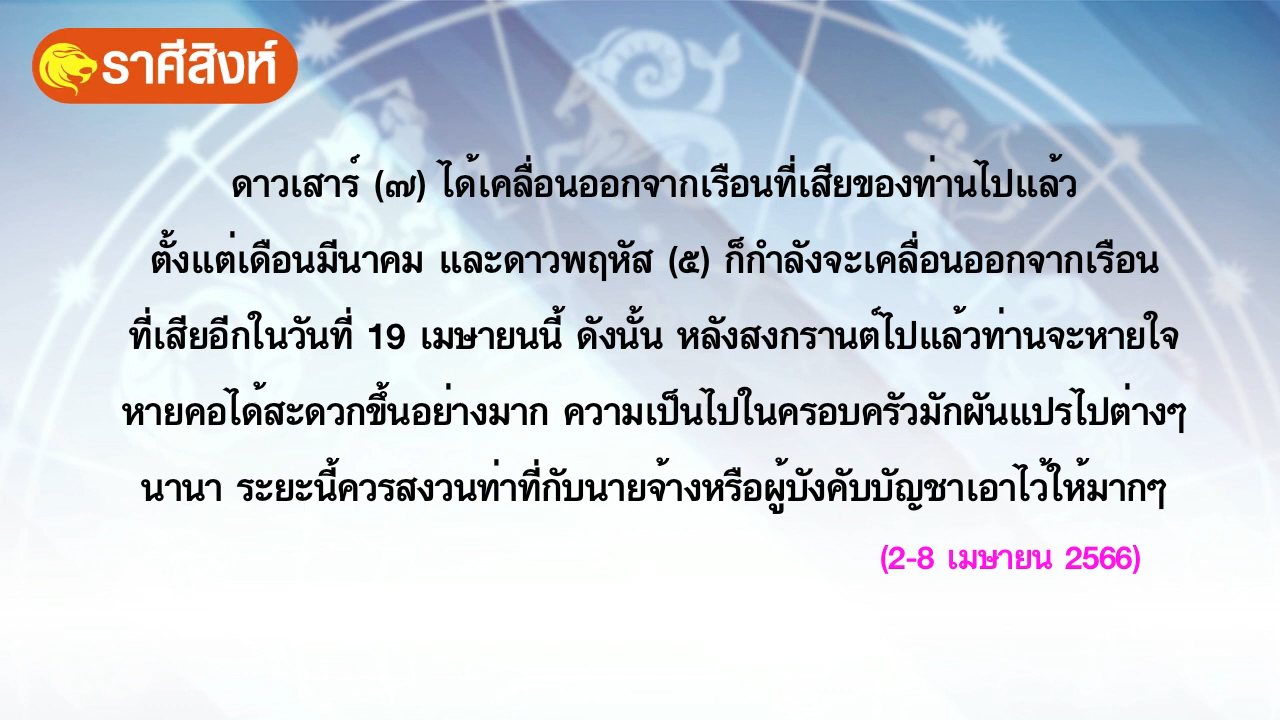 ราศีสิงห์
ดาวเสาร์ (๗) ได้เคลื่อนออกจากเรือนที่เสียของท่านไปแล้ว
ตั้งแต่เดือนมีนาคม และดาวพฤหัส (๕) ก็กำลังจะเคลื่อนออกจากเรือน
ที่เสียอีกในวันที่ 19 เมษายนนี้ ดังนั้น หลังสงกรานต์ไปแล้วท่านจะหายใจ
หายคอได้สะดวกขึ้นอย่างมาก ความเป็นไปในครอบครัวมักผันแปรไปต่างๆ
นานา ระยะนี้ควรสงวนท่าที่กับนายจ้างหรือผู้บังคับบัญชาเอาไว้ให้มากๆ
(2-8 เมษายน 2566)